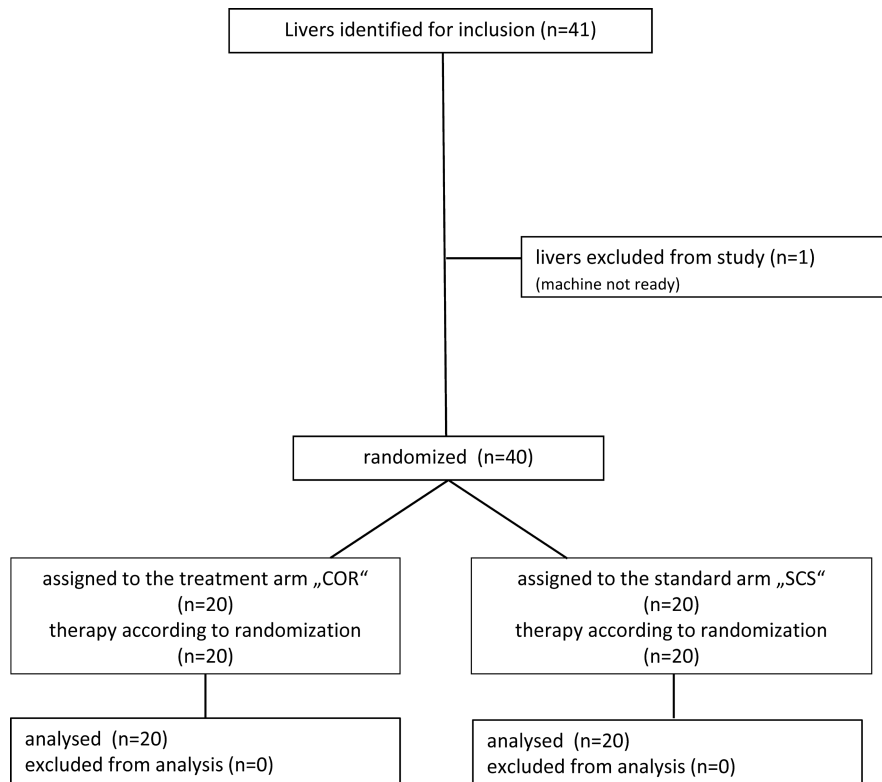 Livers identified for inclusion (n=41)
livers excluded from study (n=1)
(machine not ready)
randomized (n=40)
assigned to the treatment arm „COR“
(n=20)
therapy according to randomization
(n=20)
assigned to the standard arm „SCS“
(n=20)
therapy according to randomization
(n=20)
analysed (n=20)
excluded from analysis (n=0)
analysed (n=20)
excluded from analysis (n=0)